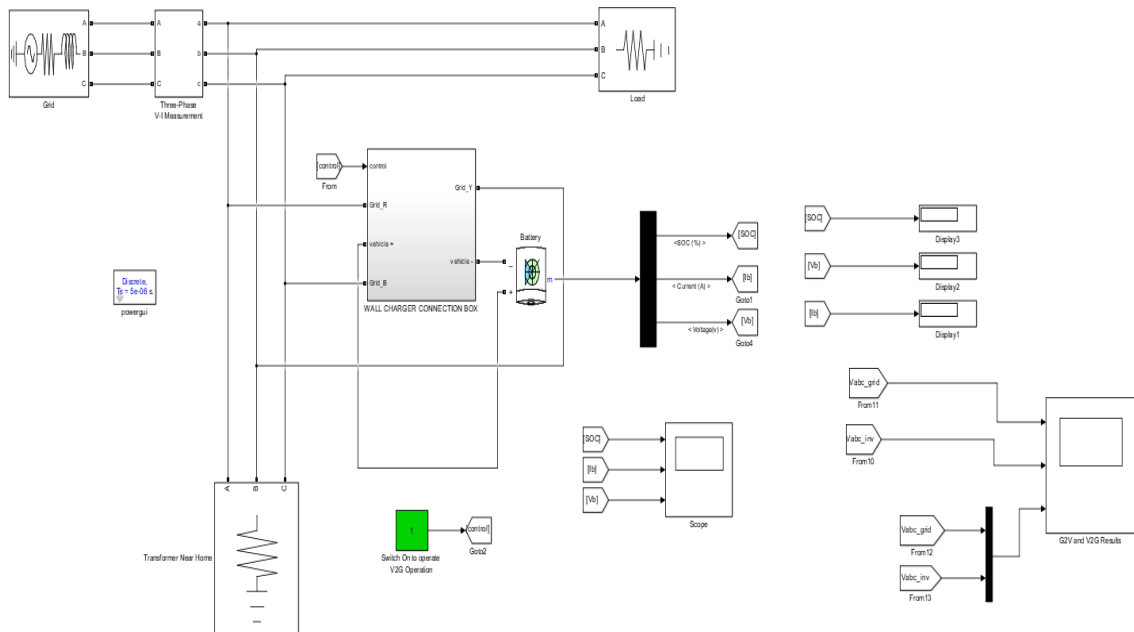 A
B
C
Grid
A
B
C
a
b
c
Three-Phase
V-I Measurement
A
B
C
Load
[control]
From
control
Grid_R
vehicle +
Grid_B
Grid_Y
vehicle -
WALL CHARGER CONNECTION BOX
Battery
m
<SOC (%) >
< Current (A) >
< Voltage(v) >
[SOC]
[Ib]
Goto1
[Vb]
Goto4
[SOC]
Display3
[Vb]
Display2
[Ib]
Display1
Discrete,
Ts = 5e-06 s.
powergui
Vabc_grid
From11
Vabc_inv
From10
[SOC]
[Ib]
[Vb]
Scope
G2V and V2G Results
Vabc_grid
From12
Vabc_inv
From13
A
B
C
Transformer Near Home
1
Switch On to operate
V2G Operation
[control]
Goto2